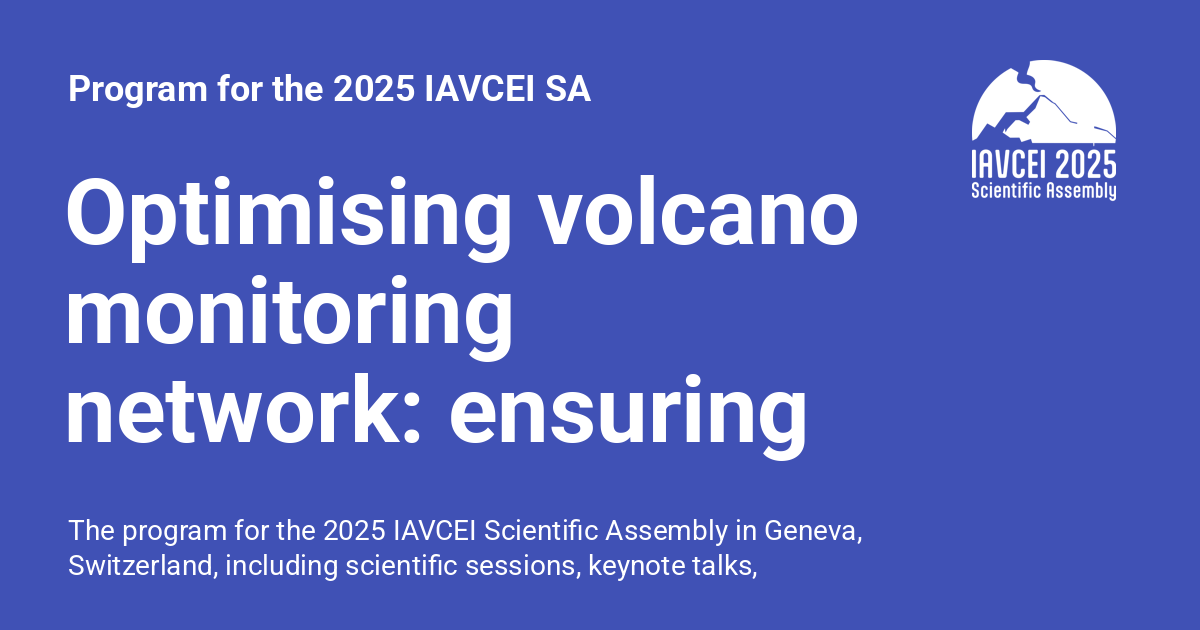 Program for the 2025 IAVCEI SA
IAVCEI 2025
Scientific Assembly
Optimising volcano
monitoring
network: ensuring
The program for the 2025 IAVCEI Scientific Assembly in Geneva,
Switzerland, including scientific sessions, keynote talks,